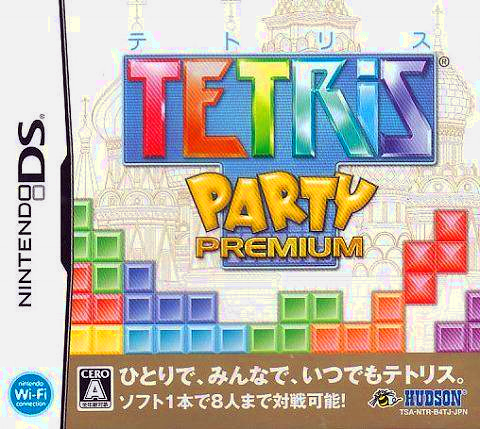 テトリス
TETRiS®
PARTY
PREMIUM
NINTENDO DS
nintendo
Wi-Fi
connection
CERO
A
ひとりで、みんなで、いつでもテトリス。
ソフト1本で8人まで対戦可能!
HUDSON
TSA-NTR-B4TJ-JPN